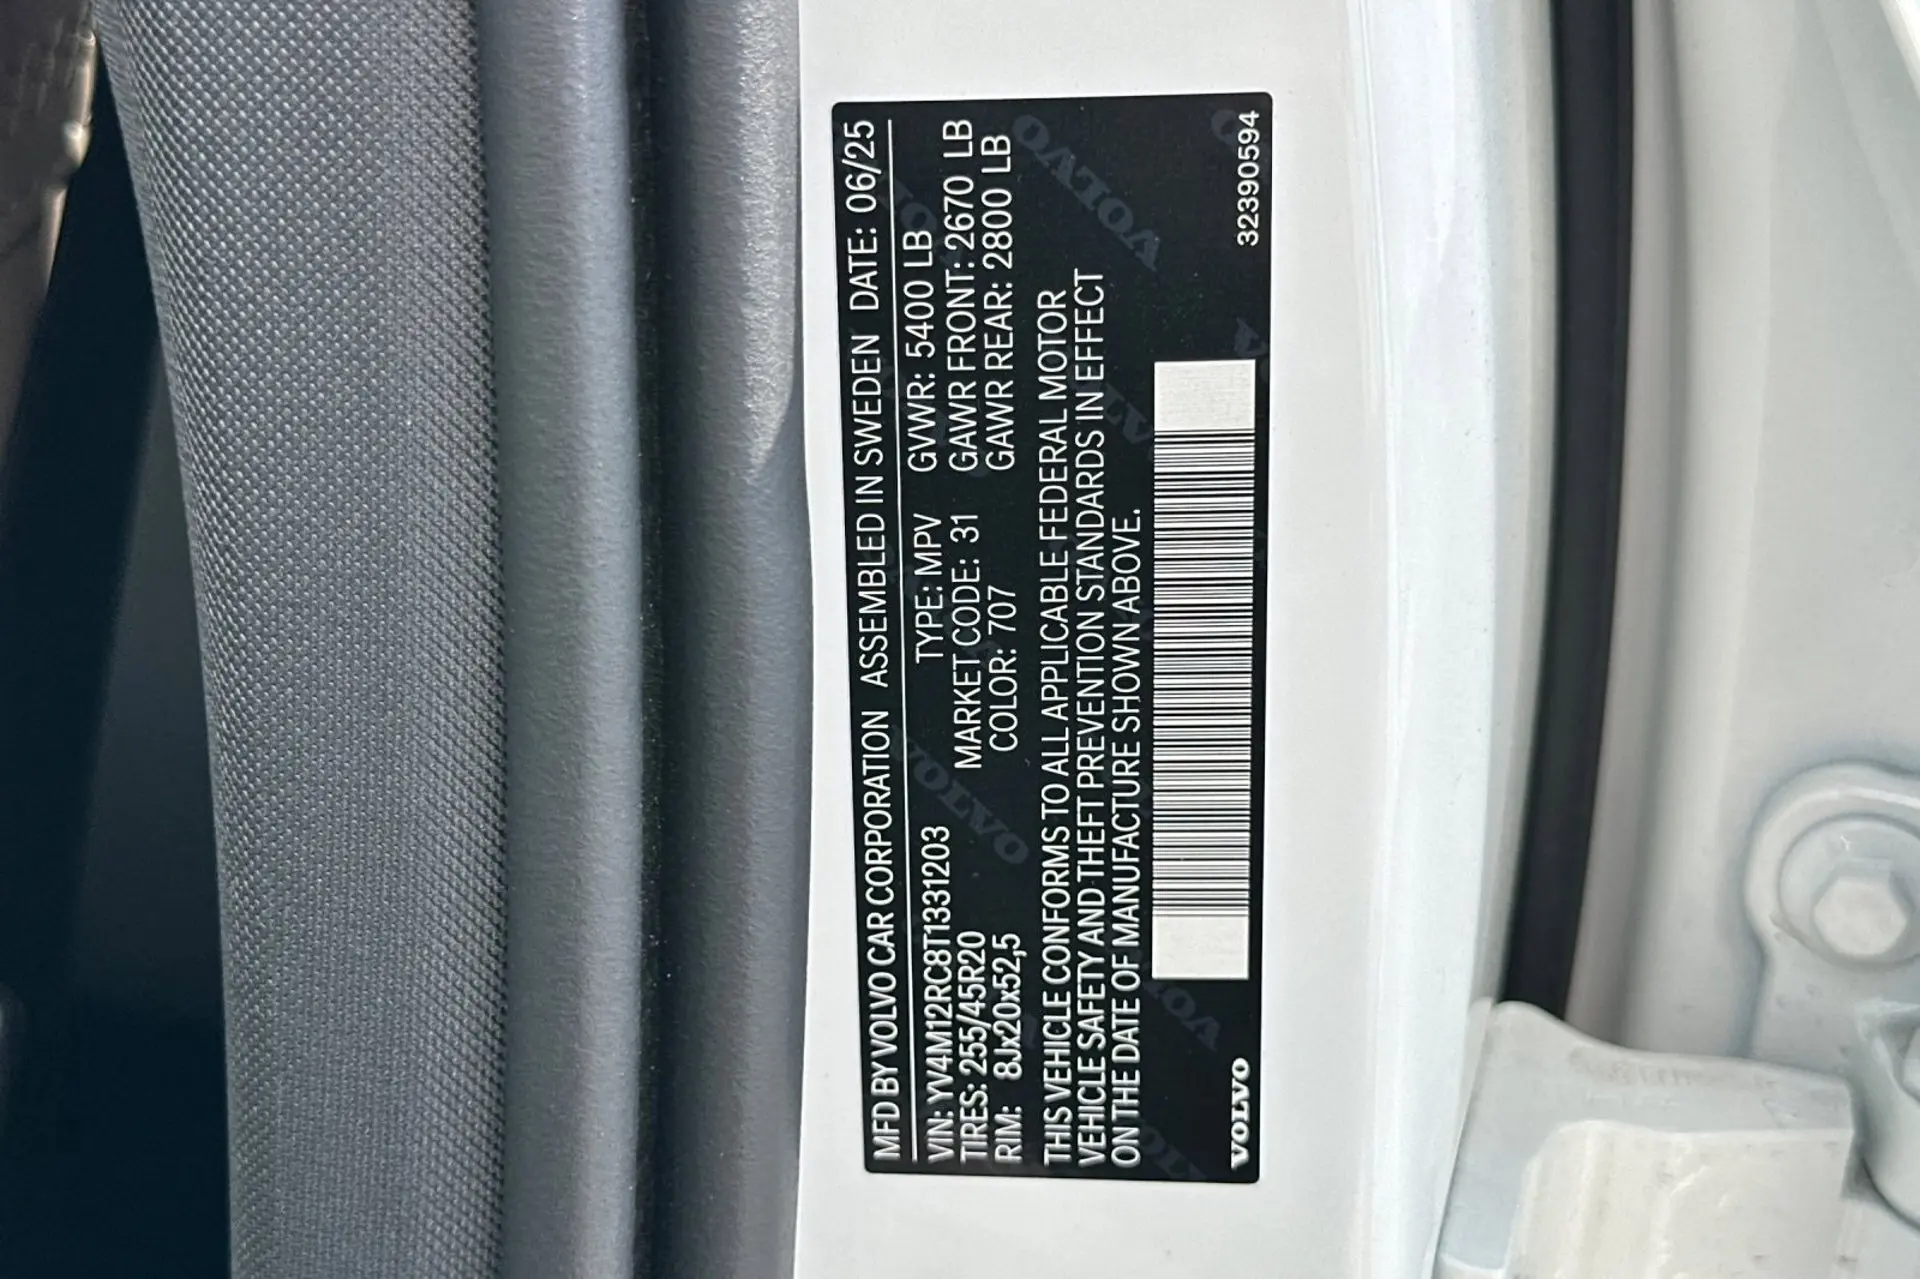 MFD BY VOLVO CAR CORPORATION ASSEMBLED IN SWEDEN DATE: 06/25
VIN: YV4M12RC8T1331203 TYPE: MPV GVWR: 5400 LB
TIRES: 255/45R20 MARKET CODE: 31 GAWR FRONT: 2670 LB
RIM: 8Jx20x52,5 COLOR: 707 GAWR REAR: 2800 LB
THIS VEHICLE CONFORMS TO ALL APPLICABLE FEDERAL MOTOR
VEHICLE SAFETY AND THEFT PREVENTION STANDARDS IN EFFECT
ON THE DATE OF MANUFACTURE SHOWN ABOVE.
VOLVO 32390594